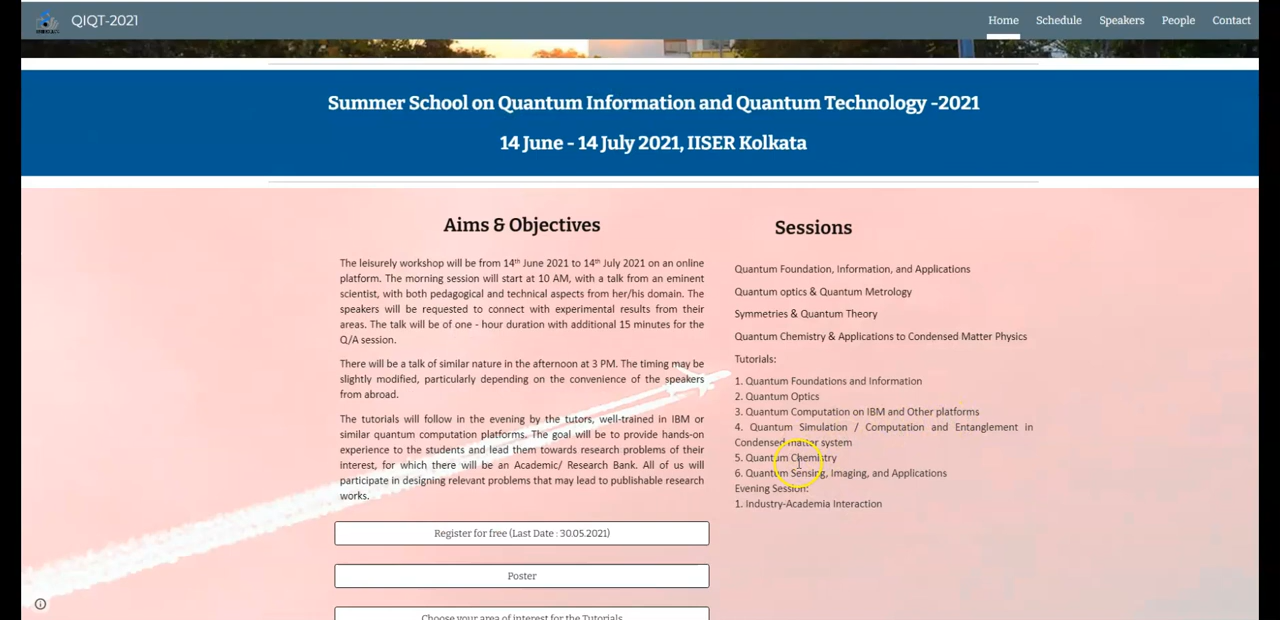 QIQT-2021
Home
Schedule
Speakers
People
Contact
Summer School on Quantum Information and Quantum Technology -2021
14 June - 14 July 2021, IISER Kolkata
Aims & Objectives
The leisurely workshop will be from 14th June 2021 to 14th July 2021 on an online
platform. The morning session will start at 10 AM, with a talk from an eminent
scientist, with both pedagogical and technical aspects from her/his domain. The
speakers will be requested to connect with experimental results from their
areas. The talk will be of one - hour duration with additional 15 minutes for the
Q/A session.
There will be a talk of similar nature in the afternoon at 3 PM. The timing may be
slightly modified, particularly depending on the convenience of the speakers
from abroad.
The tutorials will follow in the evening by the tutors, well-trained in IBM or
similar quantum computation platforms. The goal will be to provide hands-on
experience to the students and lead them towards research problems of their
interest, for which there will be an Academic/ Research Bank. All of us will
participate in designing relevant problems that may lead to publishable research
works.
Register for free (Last Date : 30.05.2021)
Poster
Choose your area of interest for the Tutorials
Sessions
Quantum Foundation, Information, and Applications
Quantum optics & Quantum Metrology
Symmetries & Quantum Theory
Quantum Chemistry & Applications to Condensed Matter Physics
Tutorials:
1. Quantum Foundations and Information
2. Quantum Optics
3. Quantum Computation on IBM and Other platforms
4. Quantum Simulation / Computation and Entanglement in
Condensed matter system
5. Quantum Chemistry
6. Quantum Sensing, Imaging, and Applications
Evening Session:
1. Industry-Academia Interaction